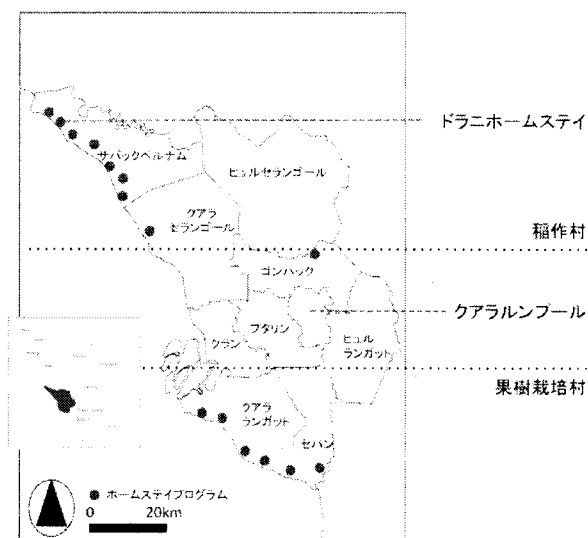 ドラニホームステイ
サバックベルナム
ヒュルセランゴール
クアラ
セランゴール
稲作村
ゴンバック
クアラルンプール
プタリン
クラン
ヒュル
ランガット
果樹栽培村
クアラ
ランガット
セパン
ホームステイプログラム
0 20km